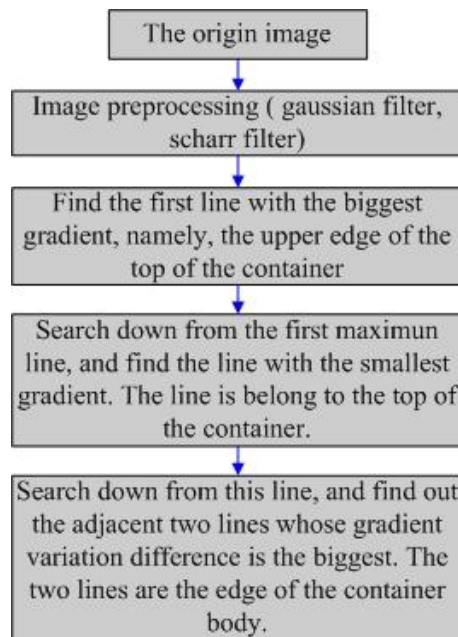 The origin image
Image preprocessing ( gaussian filter,
scharr filter)
Find the first line with the biggest
gradient, namely, the upper edge of the
top of the container
Search down from the first maximun
line, and find the line with the smallest
gradient. The line is belong to the top of
the container.
Search down from this line, and find out
the adjacent two lines whose gradient
variation difference is the biggest. The
two lines are the edge of the container
body.